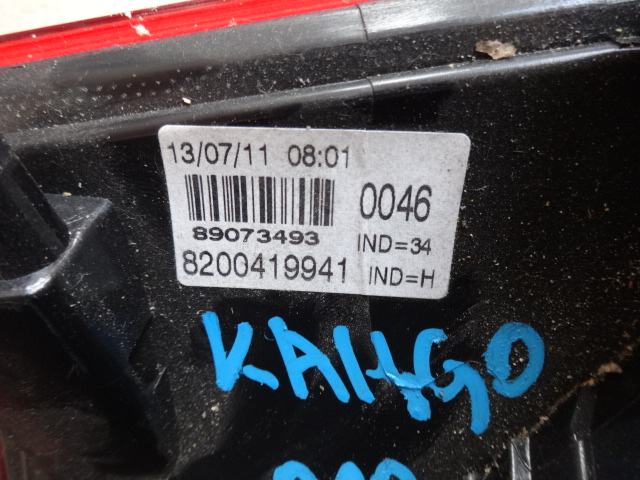 13/07/11 08:01
0046
89073493
IND=34
8200419941 IND=H
KANGO